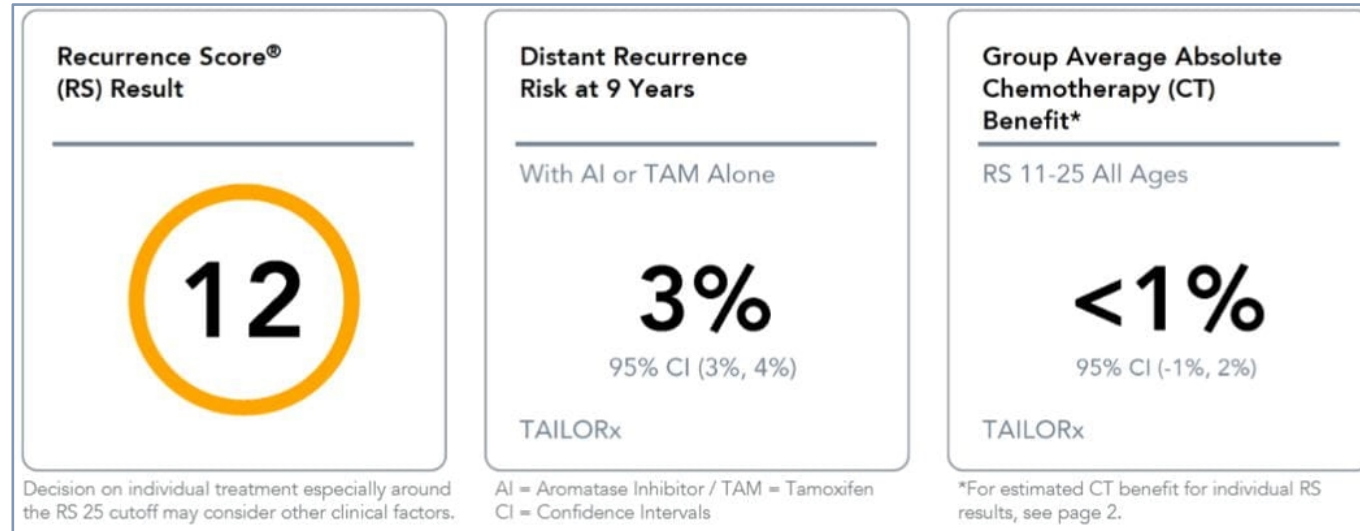 Recurrence Score®
(RS) Result
12
Decision on individual treatment especially around
the RS 25 cutoff may consider other clinical factors.
Distant Recurrence
Risk at 9 Years
With AI or TAM Alone
3%
95% CI (3%, 4%)
TAILORx
AI = Aromatase Inhibitor / TAM = Tamoxifen
CI = Confidence Intervals
Group Average Absolute
Chemotherapy (CT)
Benefit*
RS 11-25 All Ages
<1%
95% CI (-1%, 2%)
TAILORx
*For estimated CT benefit for individual RS
results, see page 2.